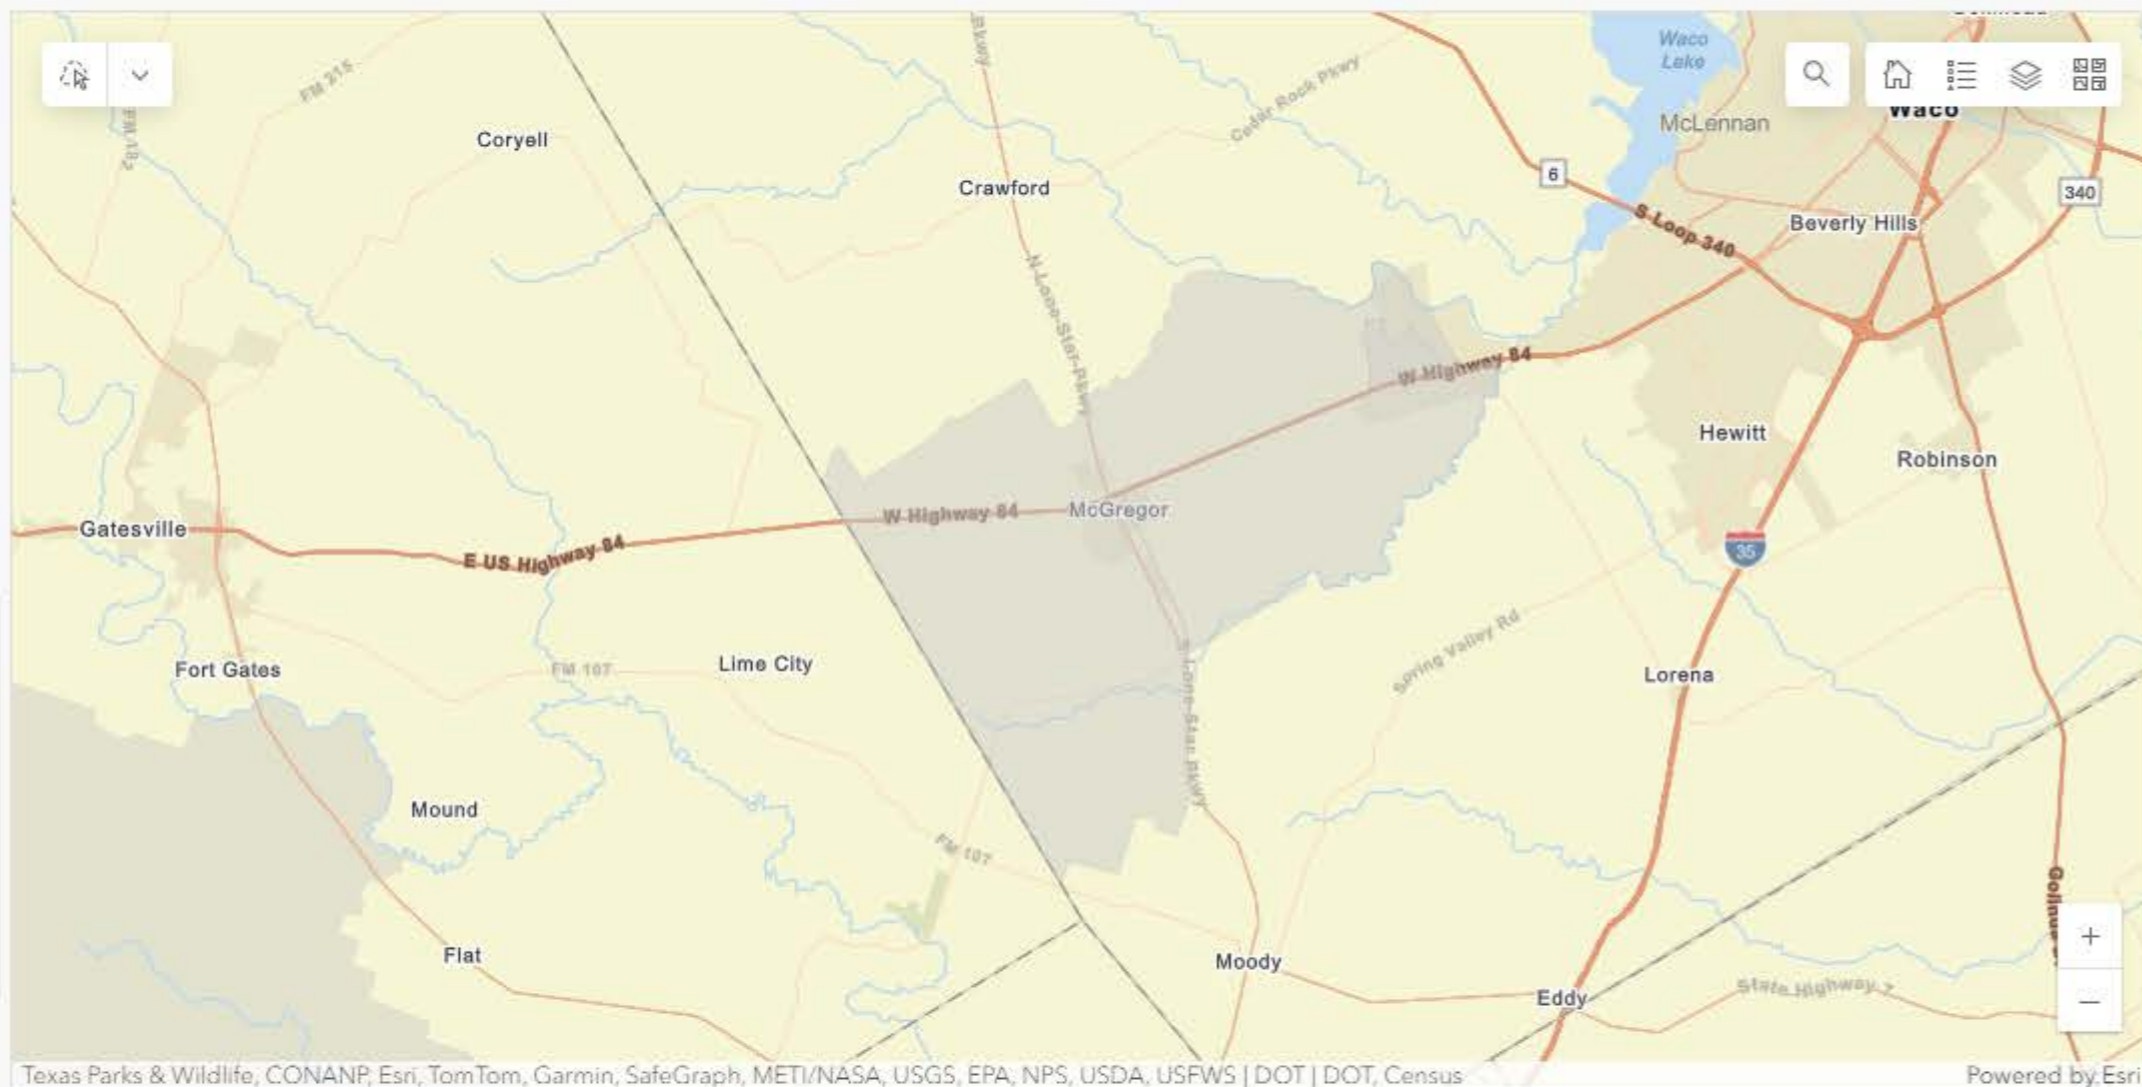 Waco
Lake
Pkwy
FM 215
Cedar Rock Pkwy
Waco
McLennan
FM 182
Coryell
Crawford
6
340
S Loop 340
Beverly Hills
N Lone Star Pkwy
W Highway 84
Hewitt
Robinson
W Highway 84
McGregor
Gatesville
E US Highway 84
35
Spring Valley Rd
Fort Gates
FM 107
Lime City
S Lone Star Pkwy
Lorena
Mound
FM 107
Flat
Moody
Eddy
State Highway 7
+
−
Texas Parks & Wildlife, CONANP, Esri, TomTom, Garmin, SafeGraph, METI/NASA, USGS, EPA, NPS, USDA, USFWS | DOT | DOT, Census
Powered by Esri